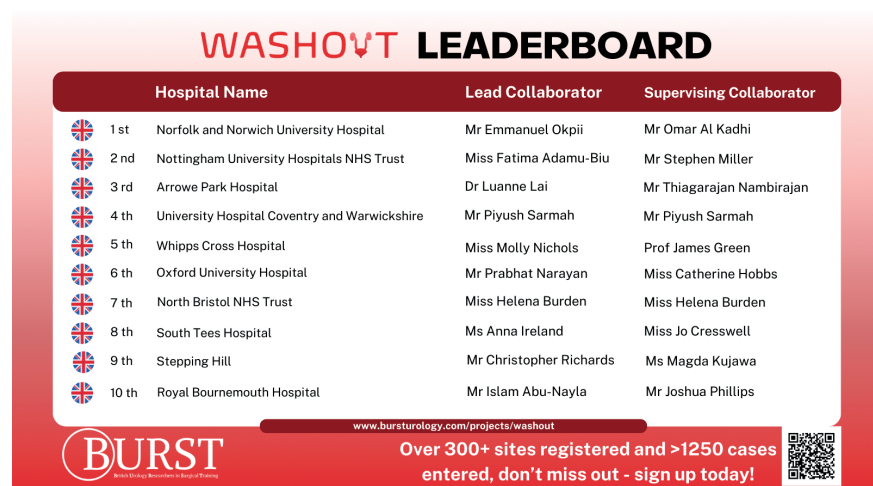 WASHOUT LEADERBOARD
Hospital Name Lead Collaborator Supervising Collaborator
1 st Norfolk and Norwich University Hospital Mr Emmanuel Okpii Mr Omar Al Kadhi
2 nd Nottingham University Hospitals NHS Trust Miss Fatima Adamu-Biu Mr Stephen Miller
3 rd Arrowe Park Hospital Dr Luanne Lai Mr Thiagarajan Nambirajan
4 th University Hospital Coventry and Warwickshire Mr Piyush Sarmah Mr Piyush Sarmah
5 th Whipps Cross Hospital Miss Molly Nichols Prof James Green
6 th Oxford University Hospital Mr Prabhat Narayan Miss Catherine Hobbs
7 th North Bristol NHS Trust Miss Helena Burden Miss Helena Burden
8 th South Tees Hospital Ms Anna Ireland Miss Jo Cresswell
9 th Stepping Hill Mr Christopher Richards Ms Magda Kujawa
10 th Royal Bournemouth Hospital Mr Islam Abu-Nayla Mr Joshua Phillips
www.bursturology.com/projects/washout
BURST
British Urology Researchers in Surgical Training
Over 300+ sites registered and >1250 cases
entered, don't miss out - sign up today!